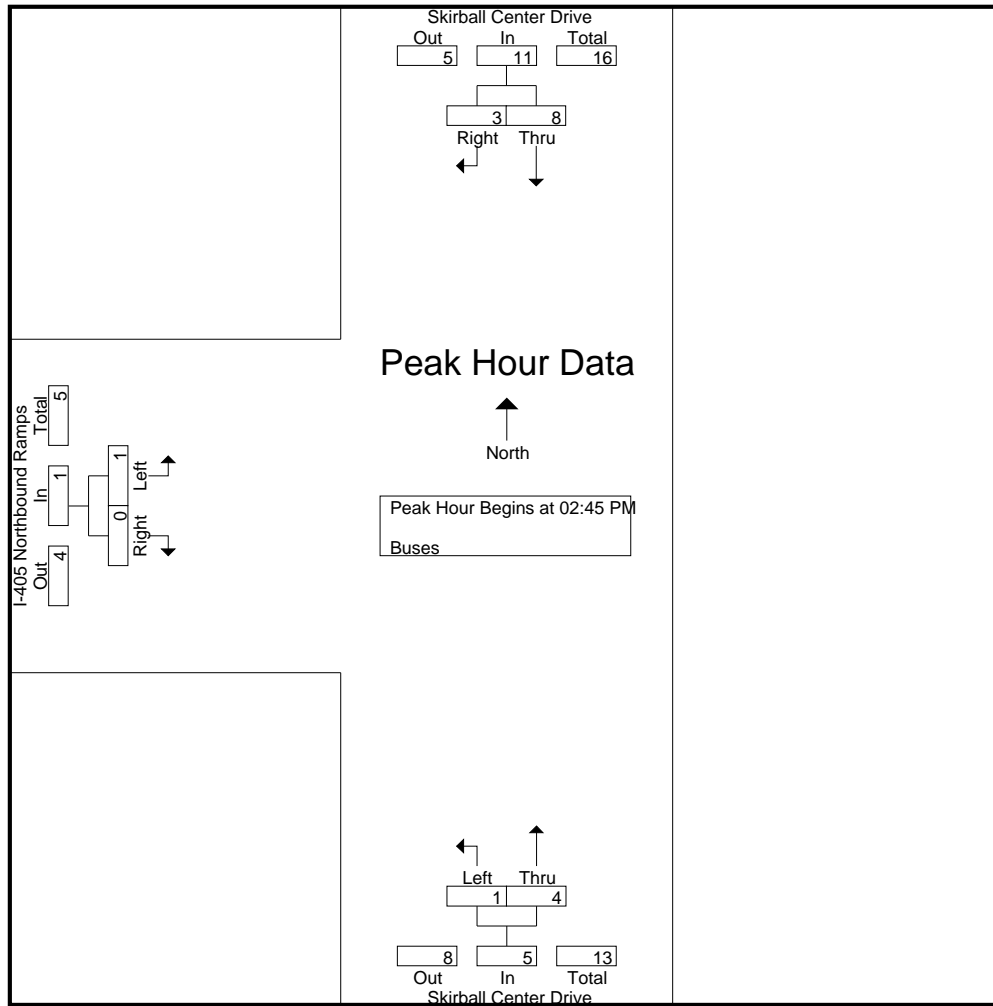 Skirball Center Drive
Out In Total
5 11 16
3 8
Right Thru
Peak Hour Data
North
Peak Hour Begins at 02:45 PM
Buses
I-405 Northbound Ramps
Out In Total
4 1 5
0 1
Right Left
Left Thru
1 4
8 5 13
Out In Total
Skirball Center Drive